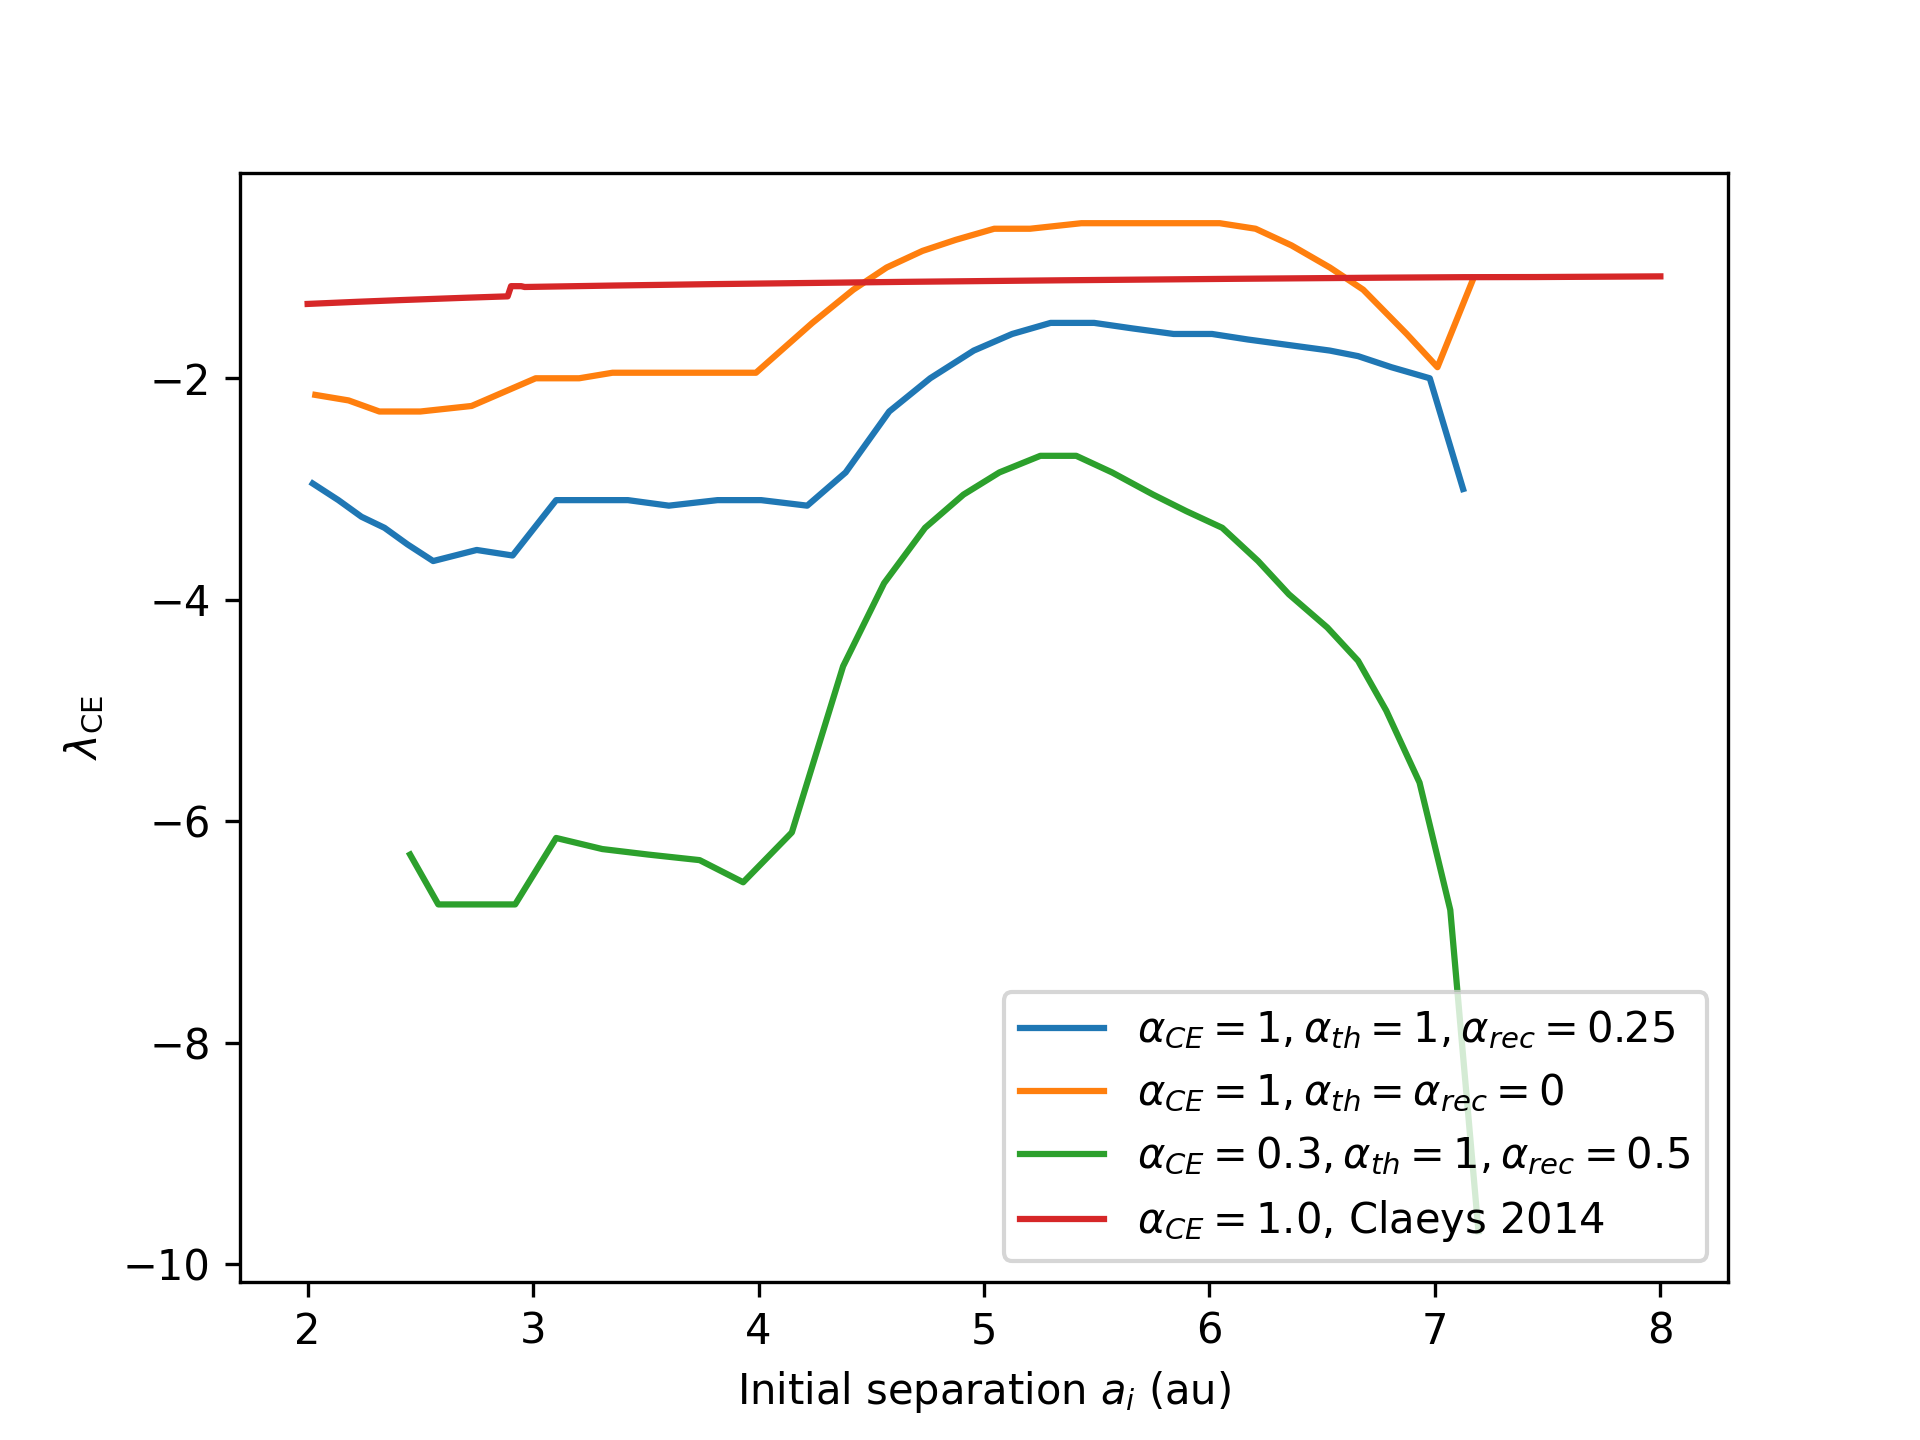 −2
−4
−6
−8
−10
λCE
2 3 4 5 6 7 8
Initial separation ai (au)
αCE = 1, αth = 1, αrec = 0.25
αCE = 1, αth = αrec = 0
αCE = 0.3, αth = 1, αrec = 0.5
αCE = 1.0, Claeys 2014